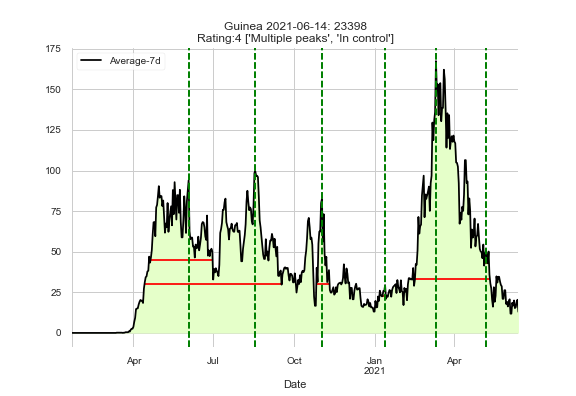 Guinea 2021-06-14: 23398
Rating:4 ['Multiple peaks', 'In control']
Average-7d
175
150
125
100
75
50
25
0
Apr
Jul
Oct
Jan
2021
Apr
Date